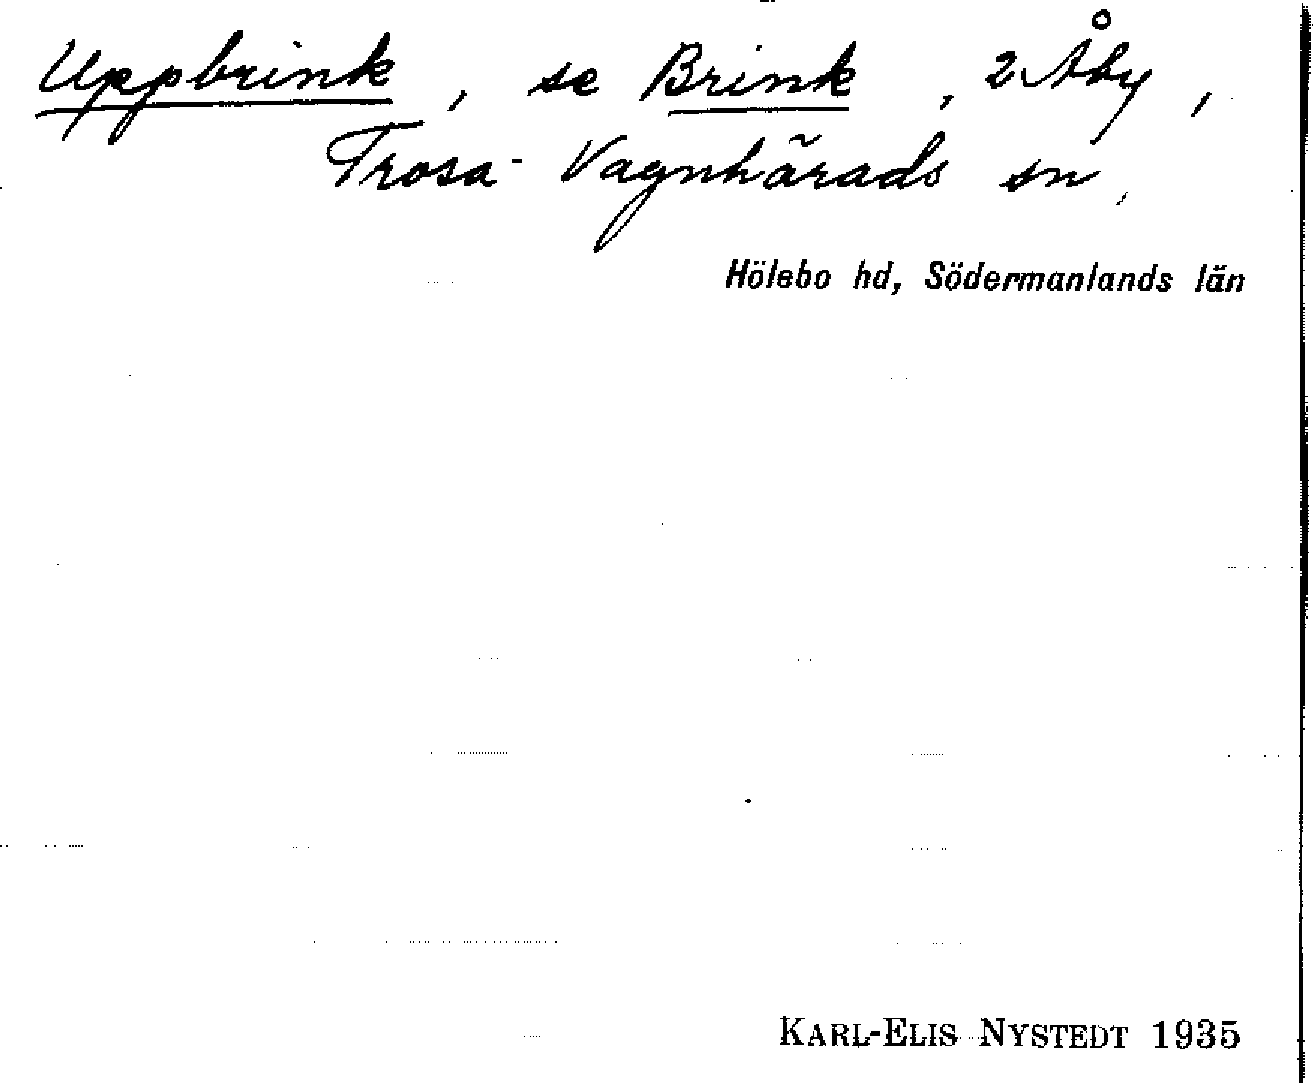 Uppbrink, se Brink, 2 Åby,
Trosa-Vagnhärads sn,
Hölebo hd, Södermanlands län
KARL-ELIS NYSTEDT 1935